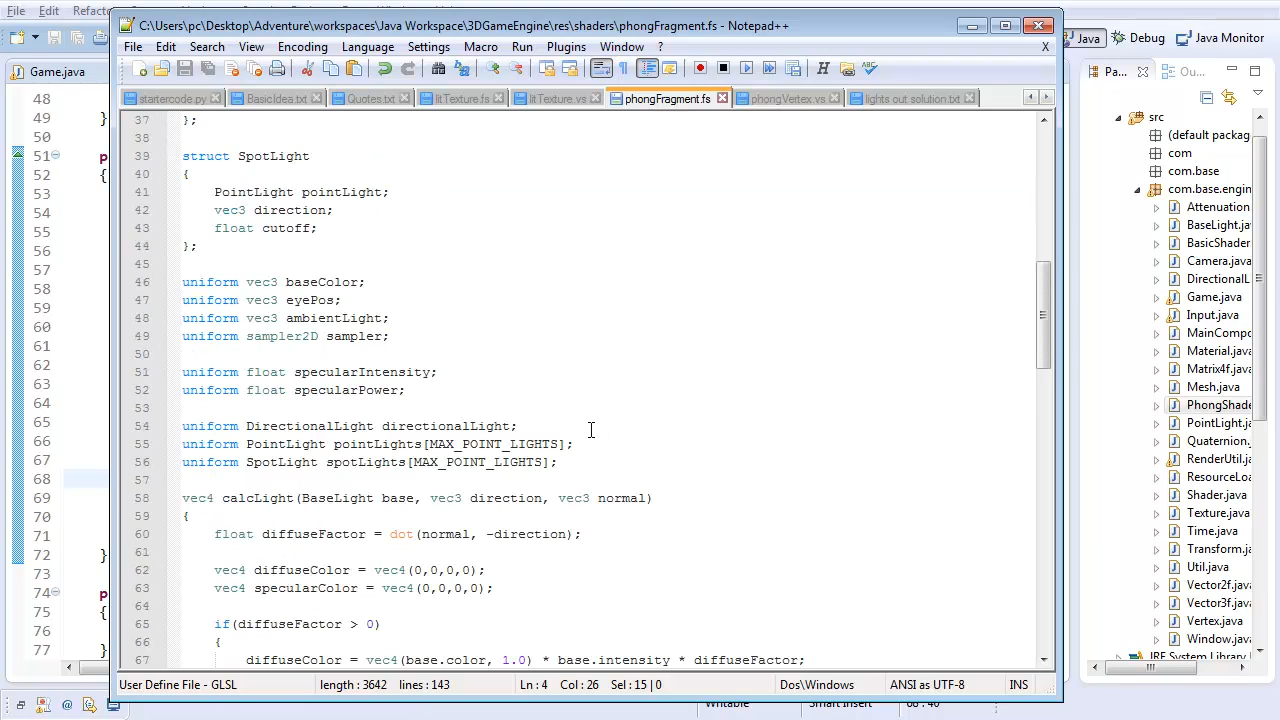 File Edit Refacto
C:\Users\pc\Desktop\Adventure\workspaces\Java Workspace\3DGameEngine\res\shaders\phongFragment.fs - Notepad++
File Edit Search View Encoding Language Settings Macro Run Plugins Window ? X
Java Debug Java Monitor
Game.java
startercode.py BasicIdea.txt Quotes.txt litTexture.fs litTexture.vs phongFragment.fs phongVertex.vs lights out solution.txt
Pa... Ou...
37 };
38
39 struct SpotLight
40 {
41 PointLight pointLight;
42 vec3 direction;
43 float cutoff;
44 };
45
46 uniform vec3 baseColor;
47 uniform vec3 eyePos;
48 uniform vec3 ambientLight;
49 uniform sampler2D sampler;
50
51 uniform float specularIntensity;
52 uniform float specularPower;
53
54 uniform DirectionalLight directionalLight;
55 uniform PointLight pointLights[MAX_POINT_LIGHTS];
56 uniform SpotLight spotLights[MAX_POINT_LIGHTS];
57
58 vec4 calcLight(BaseLight base, vec3 direction, vec3 normal)
59 {
60 float diffuseFactor = dot(normal, -direction);
61
62 vec4 diffuseColor = vec4(0,0,0,0);
63 vec4 specularColor = vec4(0,0,0,0);
64
65 if(diffuseFactor > 0)
66 {
67 diffuseColor = vec4(base.color, 1.0) * base.intensity * diffuseFactor;
User Define File - GLSL length : 3642 lines : 143 Ln : 4 Col : 26 Sel : 15 | 0 Dos\Windows ANSI as UTF-8 INS
48
49 }
50
51 p
52 {
53
54
55
56
57
58
59
60
61
62
63
64
65
66
67
68
69
70
71
72 }
73
74 p
75 {
76
77 }
src
(default packag
com
com.base
com.base.engin
Attenuation
BaseLight.jav
BasicShader
Camera.java
DirectionalL
Game.java
Input.java
MainCompo
Material.java
Matrix4f.jav
Mesh.java
PhongShade
PointLight.ja
Quaternion.
RenderUtil.ja
ResourceLoa
Shader.java
Texture.java
Time.java
Transform.ja
Util.java
Vector2f.java
Vector3f.java
Vertex.java
Window.java
JRE System Library
Writable Smart Insert 68 : 40